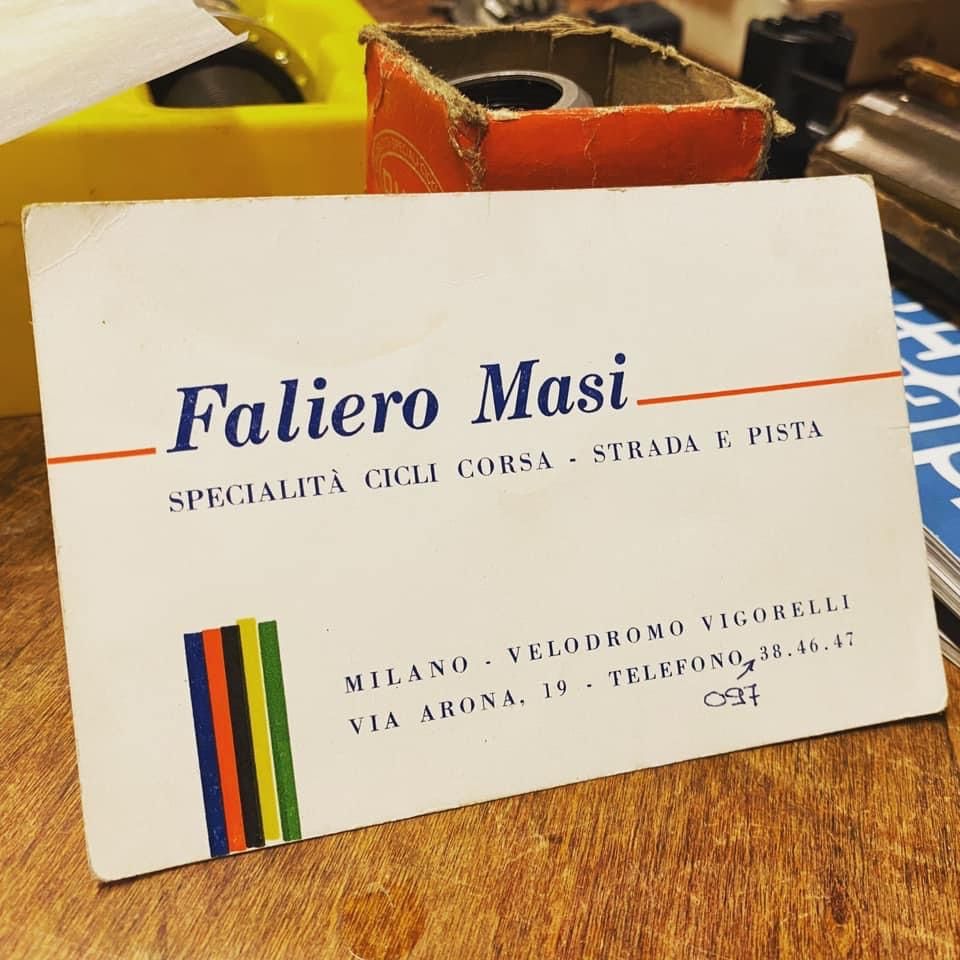 Faliero Masi
SPECIALITÀ CICLI CORSA - STRADA E PISTA
MILANO - VELODROMO VIGORELLI
VIA ARONA, 19 - TELEFONO 38.46.47
097